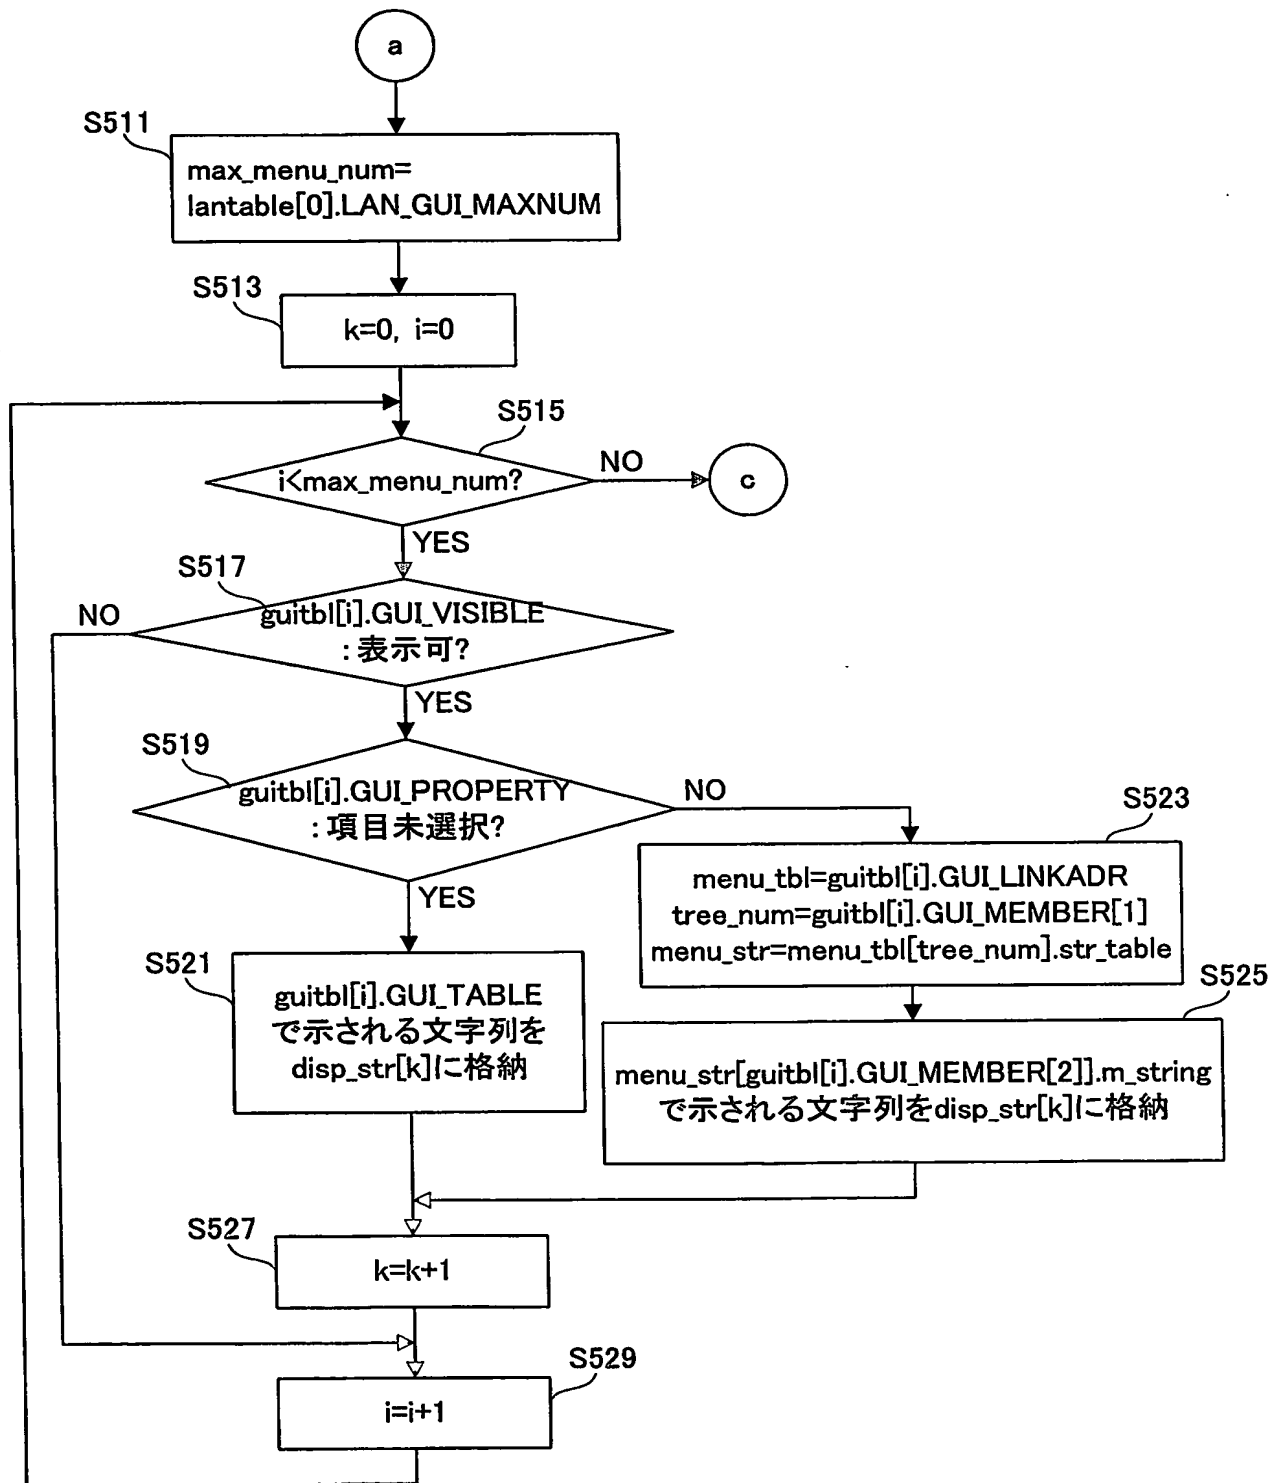 a
S511
max_menu_num=
lantable[0].LAN_GUI_MAXNUM
S513
k=0, i=0
S515
i<max_menu_num?
NO
c
YES
S517
guitbl[i].GUI_VISIBLE
:表示可?
NO
YES
S519
guitbl[i].GUI_PROPERTY
:項目未選択?
NO
YES
S523
menu_tbl=guitbl[i].GUI_LINKADR
tree_num=guitbl[i].GUI_MEMBER[1]
menu_str=menu_tbl[tree_num].str_table
S521
guitbl[i].GUI_TABLE
で示される文字列を
disp_str[k]に格納
S525
menu_str[guitbl[i].GUI_MEMBER[2]].m_string
で示される文字列をdisp_str[k]に格納
S527
k=k+1
S529
i=i+1